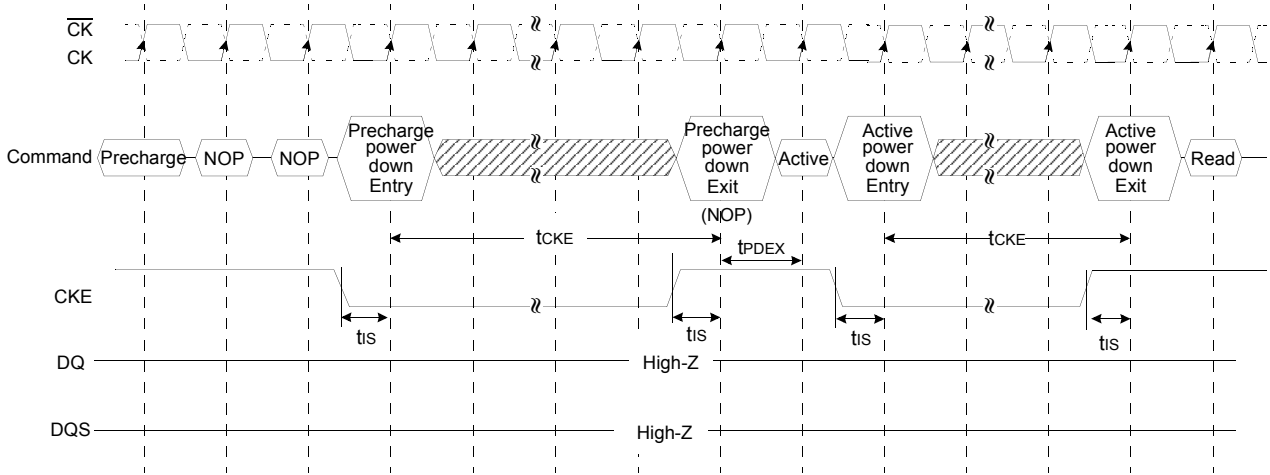 CK
CK
Command
Precharge
NOP
NOP
Precharge
power
down
Entry
Precharge
power
down
Exit
(NOP)
Active
Active
power
down
Entry
Active
power
down
Exit
Read
tCKE
tPDEX
tCKE
CKE
tIS
tIS
tIS
tIS
DQ
High-Z
DQS
High-Z